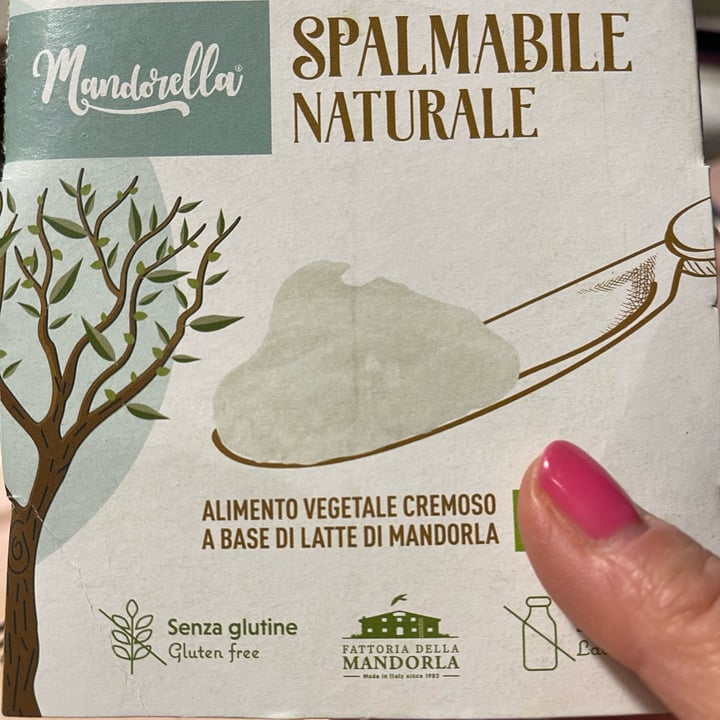 Mandorella®
SPALMABILE
NATURALE
ALIMENTO VEGETALE CREMOSO
A BASE DI LATTE DI MANDORLA
Senza glutine
Gluten free
FATTORIA DELLA
MANDORLA
Made in Italy since 1983